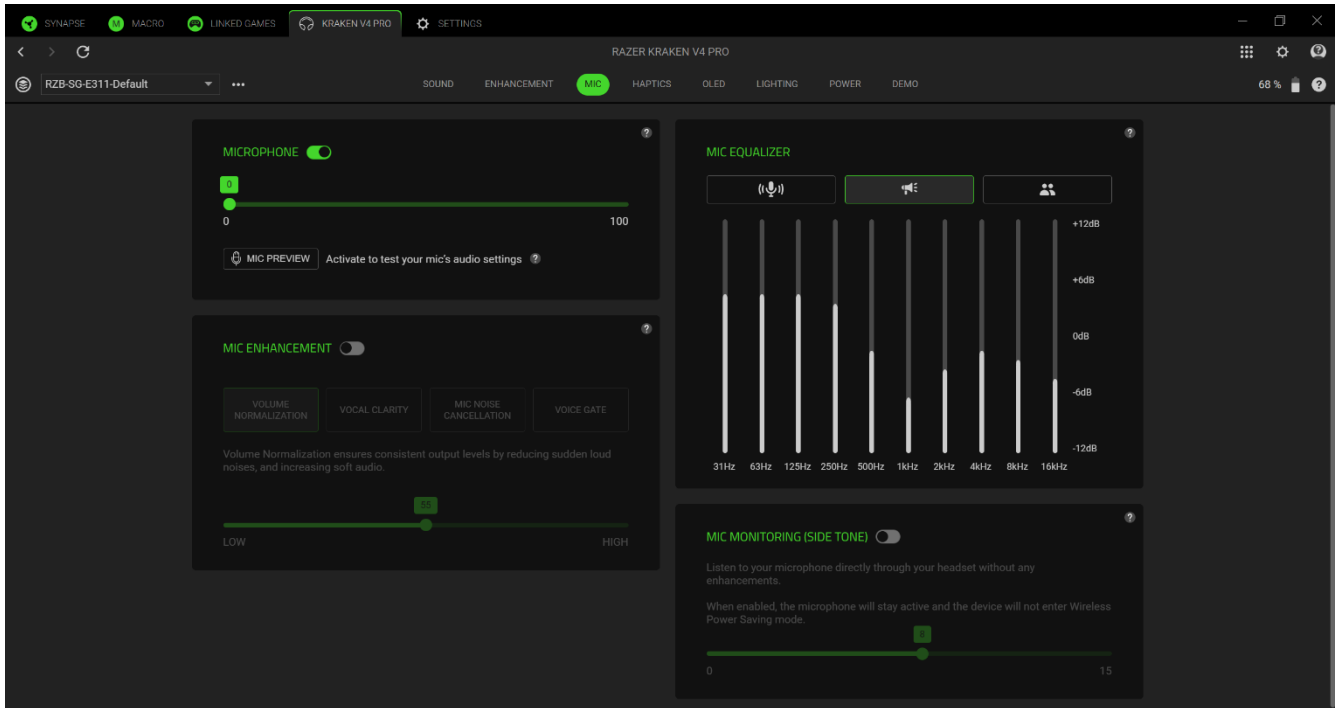 SYNAPSE
M MACRO
LINKED GAMES
KRAKEN V4 PRO
SETTINGS
RAZER KRAKEN V4 PRO
RZB-SG-E311-Default
SOUND
ENHANCEMENT
MIC
HAPTICS
OLED
LIGHTING
POWER
DEMO
68 %
?
?
MICROPHONE
0
0
100
MIC PREVIEW
Activate to test your mic's audio settings ?
?
MIC ENHANCEMENT
VOLUME
NORMALIZATION
VOCAL CLARITY
MIC NOISE
CANCELLATION
VOICE GATE
Volume Normalization ensures consistent output levels by reducing sudden loud
noises, and increasing soft audio.
55
LOW
HIGH
?
MIC EQUALIZER
+12dB
+6dB
0dB
-6dB
-12dB
31Hz 63Hz 125Hz 250Hz 500Hz 1kHz 2kHz 4kHz 8kHz 16kHz
?
MIC MONITORING (SIDE TONE)
Listen to your microphone directly through your headset without any
enhancements.
When enabled, the microphone will stay active and the device will not enter Wireless
Power Saving mode.
8
0
15